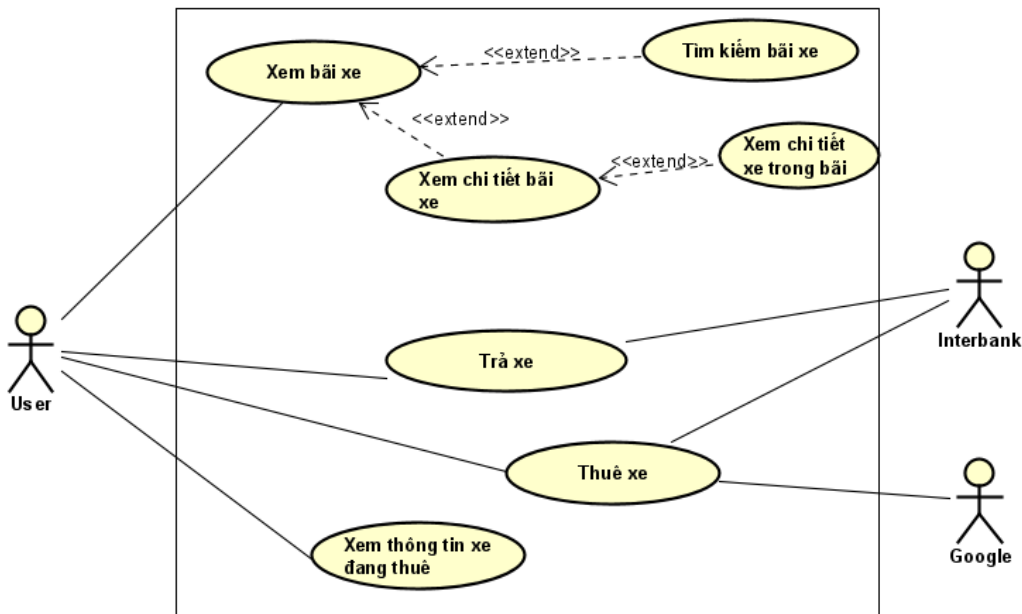 Xem bãi xe
<<extend>>
Tìm kiếm bãi xe
<<extend>>
Xem chi tiết bãi
xe
<<extend>>
Xem chi tiết
xe trong bãi
User
Trả xe
Interbank
Thuê xe
Google
Xem thông tin xe
đang thuê